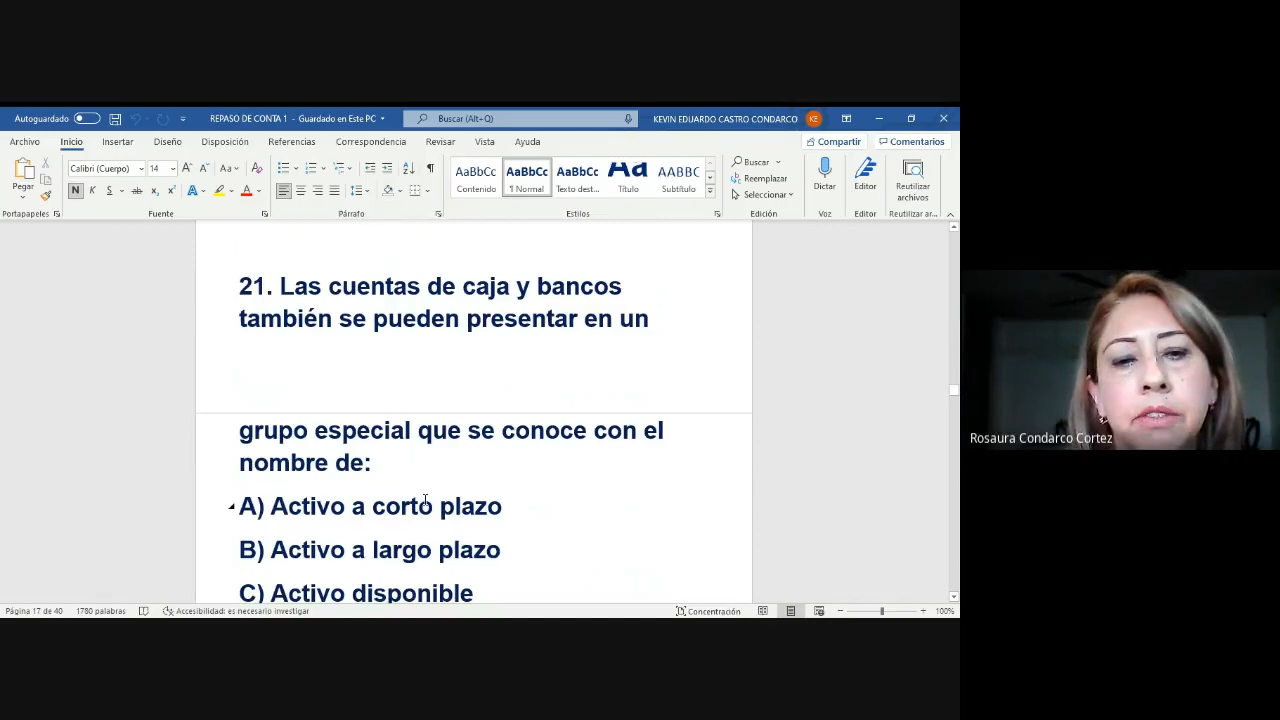 Autoguardado
REPASO DE CONTA 1 - Guardado en Este PC
Buscar (Alt+Q)
KEVIN EDUARDO CASTRO CONDARCO
KE
Archivo Inicio Insertar Diseño Disposición Referencias Correspondencia Revisar Vista Ayuda
Compartir Comentarios
Pegar
Portapapeles
Calibri (Cuerpo) 14
Fuente
Párrafo
AaBbCc AaBbCc AaBbCc Aa AABBC
Contenido ¶ Normal Texto dest... Título Subtítulo
Estilos
Buscar
Reemplazar
Seleccionar
Edición
Dictar
Voz
Editor
Editor
Reutilizar
archivos
Reutilizar ar...
21. Las cuentas de caja y bancos
también se pueden presentar en un
grupo especial que se conoce con el
nombre de:
A) Activo a corto plazo
B) Activo a largo plazo
C) Activo disponible
Página 17 de 40 1780 palabras Accesibilidad: es necesario investigar
Concentración
100%
Rosaura Condarco Cortez